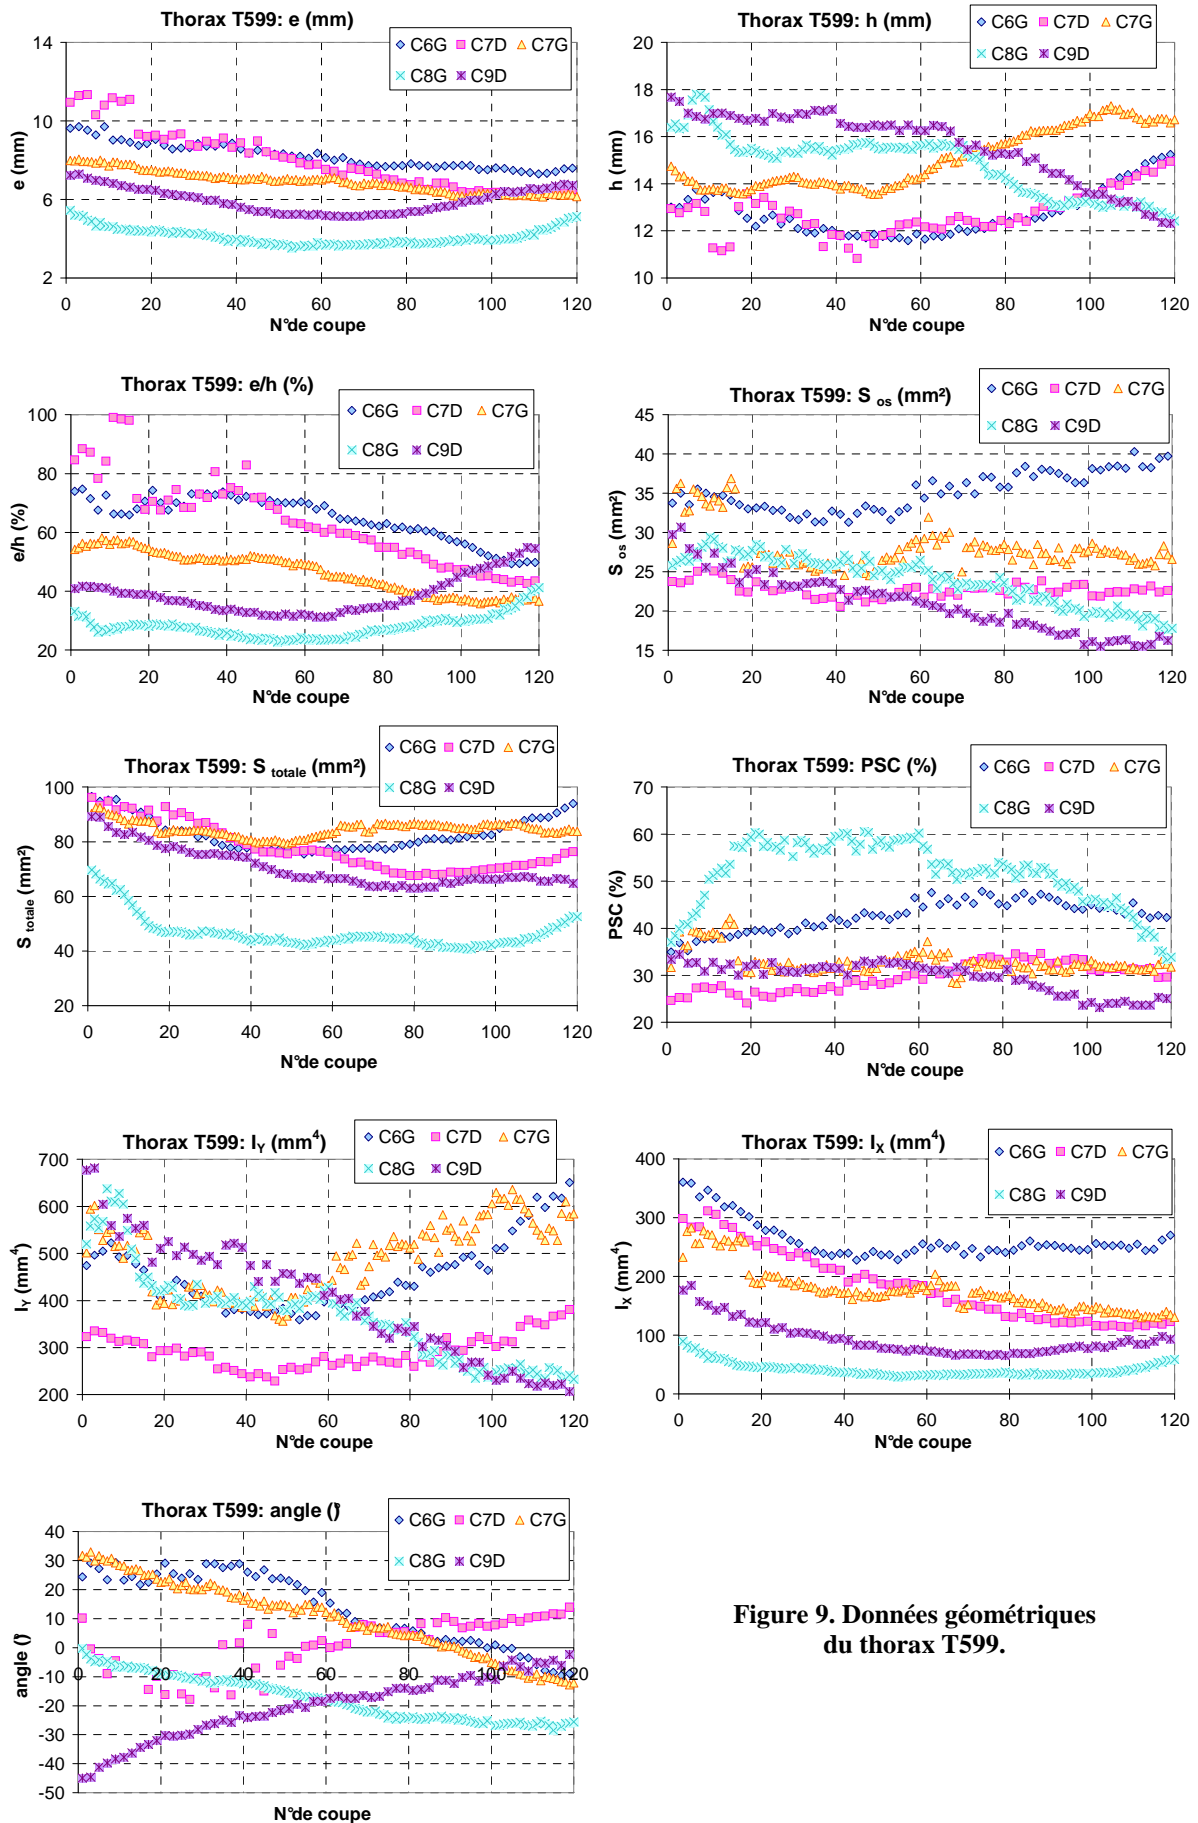 Thorax T599: e (mm)
C6G C7D C7G
C8G C9D
14
10
6
2
e (mm)
0 20 40 60 80 100 120
N°de coupe
Thorax T599: h (mm)
C6G C7D C7G
C8G C9D
20
18
16
14
12
10
h (mm)
0 20 40 60 80 100 120
N°de coupe
Thorax T599: e/h (%)
C6G C7D C7G
C8G C9D
100
80
60
40
20
e/h (%)
0 20 40 60 80 100 120
N°de coupe
Thorax T599: S os (mm²)
C6G C7D C7G
C8G C9D
45
40
35
30
25
20
15
S os (mm²)
0 20 40 60 80 100 120
N°de coupe
Thorax T599: S totale (mm²)
C6G C7D C7G
C8G C9D
100
80
60
40
20
S totale (mm²)
0 20 40 60 80 100 120
N°de coupe
Thorax T599: PSC (%)
C6G C7D C7G
C8G C9D
70
60
50
40
30
20
PSC (%)
0 20 40 60 80 100 120
N°de coupe
Thorax T599: IY (mm4)
C6G C7D C7G
C8G C9D
700
600
500
400
300
200
IY (mm4)
0 20 40 60 80 100 120
N°de coupe
Thorax T599: IX (mm4)
C6G C7D C7G
C8G C9D
400
300
200
100
0
IX (mm4)
0 20 40 60 80 100 120
N°de coupe
Thorax T599: angle (°)
C6G C7D C7G
C8G C9D
40
30
20
10
0
-10
-20
-30
-40
-50
angle (°)
0 20 40 60 80 100 120
N°de coupe
Figure 9. Données géométriques
du thorax T599.